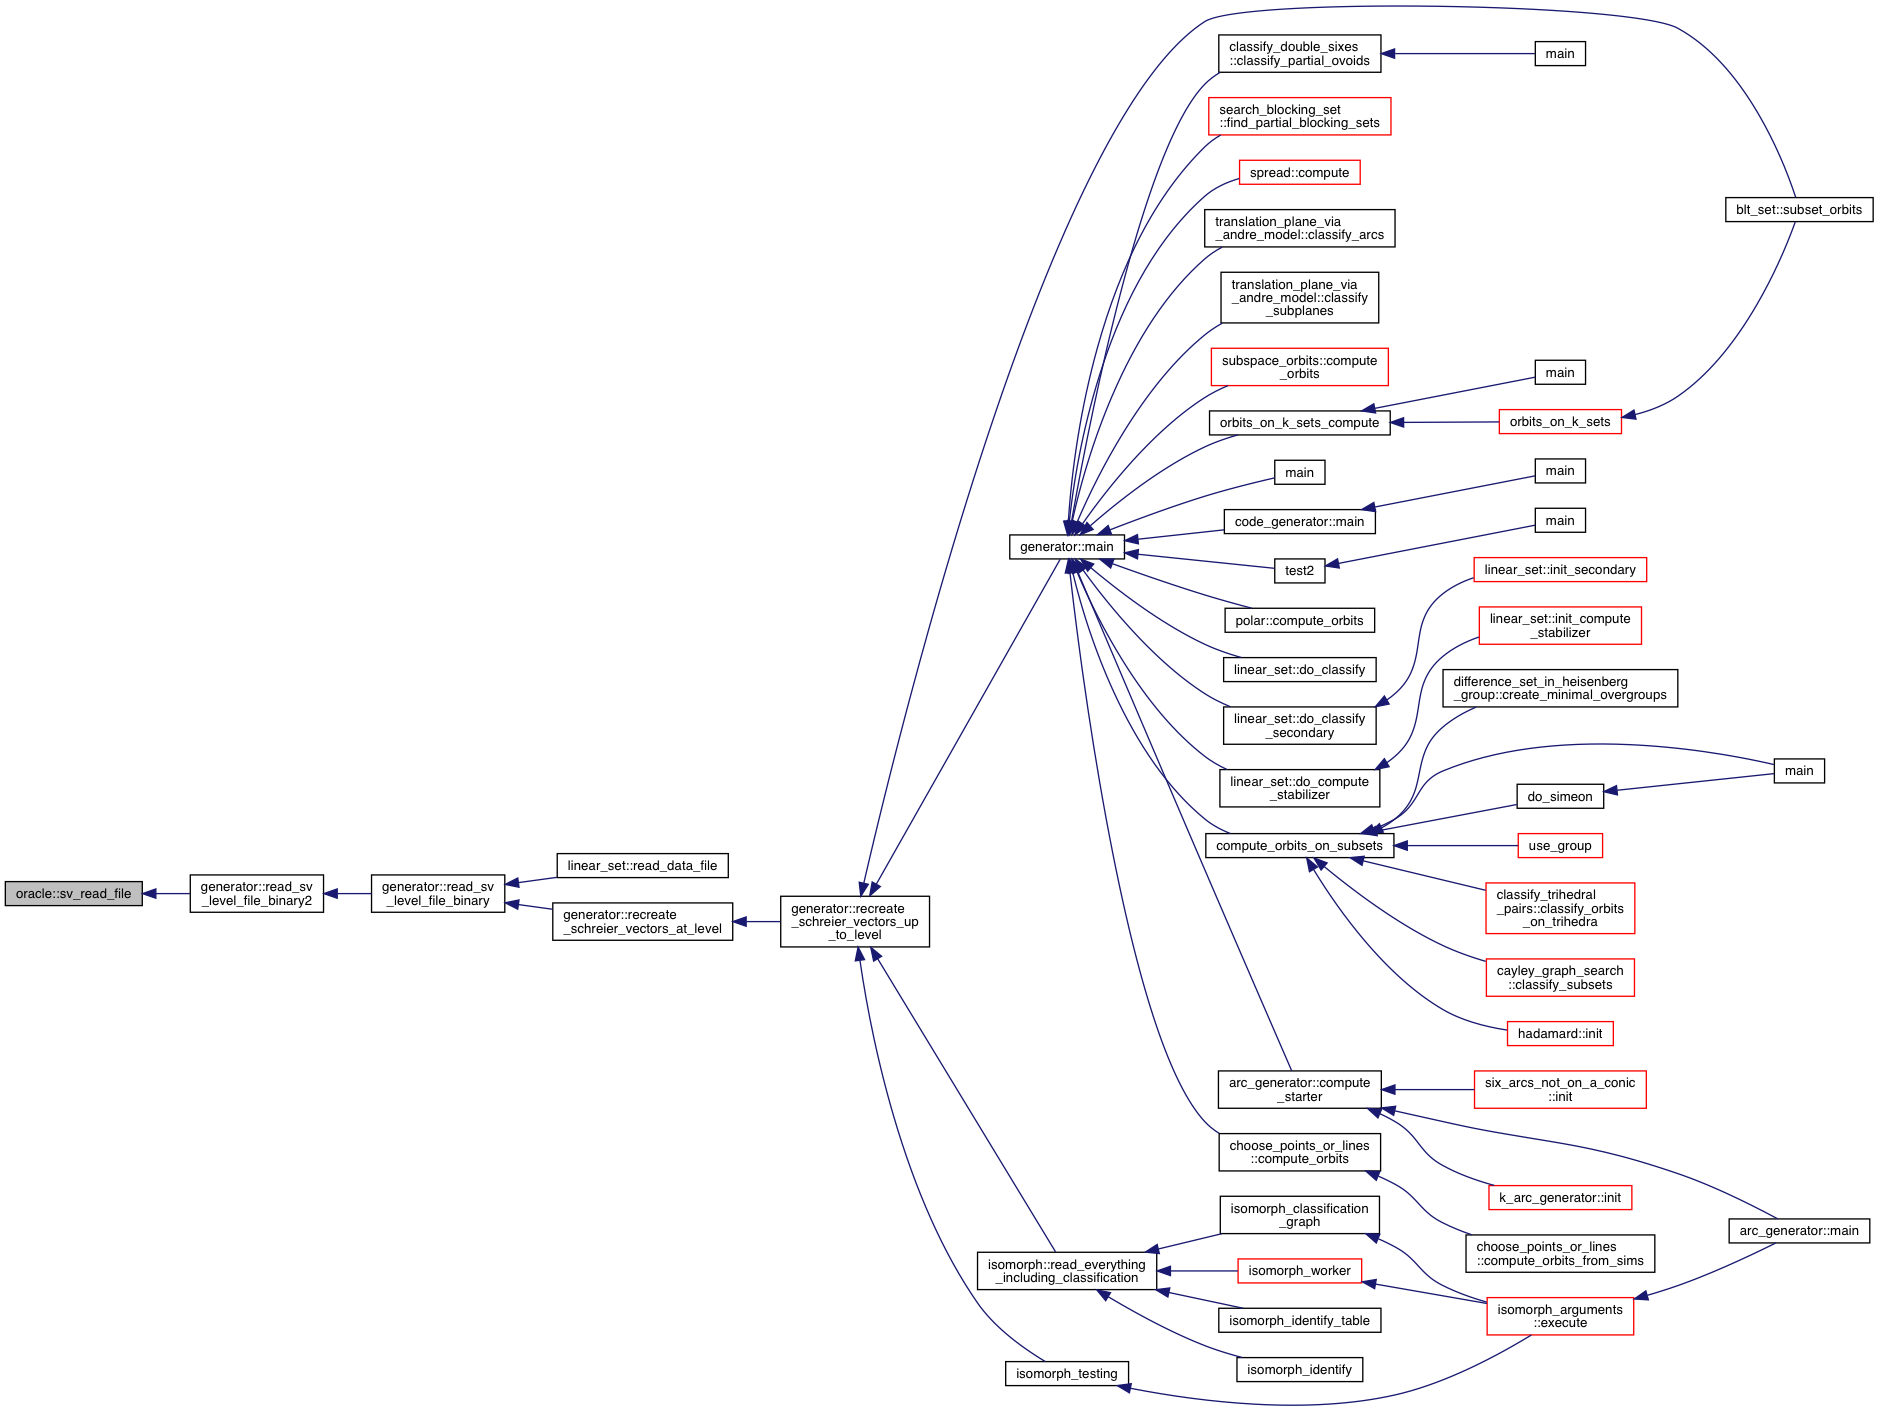 oracle::sv_read_file
generator::read_sv
_level_file_binary2
generator::read_sv
_level_file_binary
linear_set::read_data_file
generator::recreate
_schreier_vectors_at_level
generator::recreate
_schreier_vectors_up
_to_level
generator::main
isomorph::read_everything
_including_classification
isomorph_testing
classify_double_sixes
::classify_partial_ovoids
search_blocking_set
::find_partial_blocking_sets
spread::compute
translation_plane_via
_andre_model::classify_arcs
translation_plane_via
_andre_model::classify
_subplanes
subspace_orbits::compute
_orbits
orbits_on_k_sets_compute
main
code_generator::main
test2
polar::compute_orbits
linear_set::do_classify
linear_set::do_classify
_secondary
linear_set::do_compute
_stabilizer
compute_orbits_on_subsets
arc_generator::compute
_starter
choose_points_or_lines
::compute_orbits
isomorph_classification
_graph
isomorph_worker
isomorph_identify_table
isomorph_identify
main
main
orbits_on_k_sets
main
main
linear_set::init_secondary
linear_set::init_compute
_stabilizer
difference_set_in_heisenberg
_group::create_minimal_overgroups
do_simeon
use_group
classify_trihedral
_pairs::classify_orbits
_on_trihedra
cayley_graph_search
::classify_subsets
hadamard::init
six_arcs_not_on_a_conic
::init
k_arc_generator::init
choose_points_or_lines
::compute_orbits_from_sims
isomorph_arguments
::execute
blt_set::subset_orbits
main
arc_generator::main